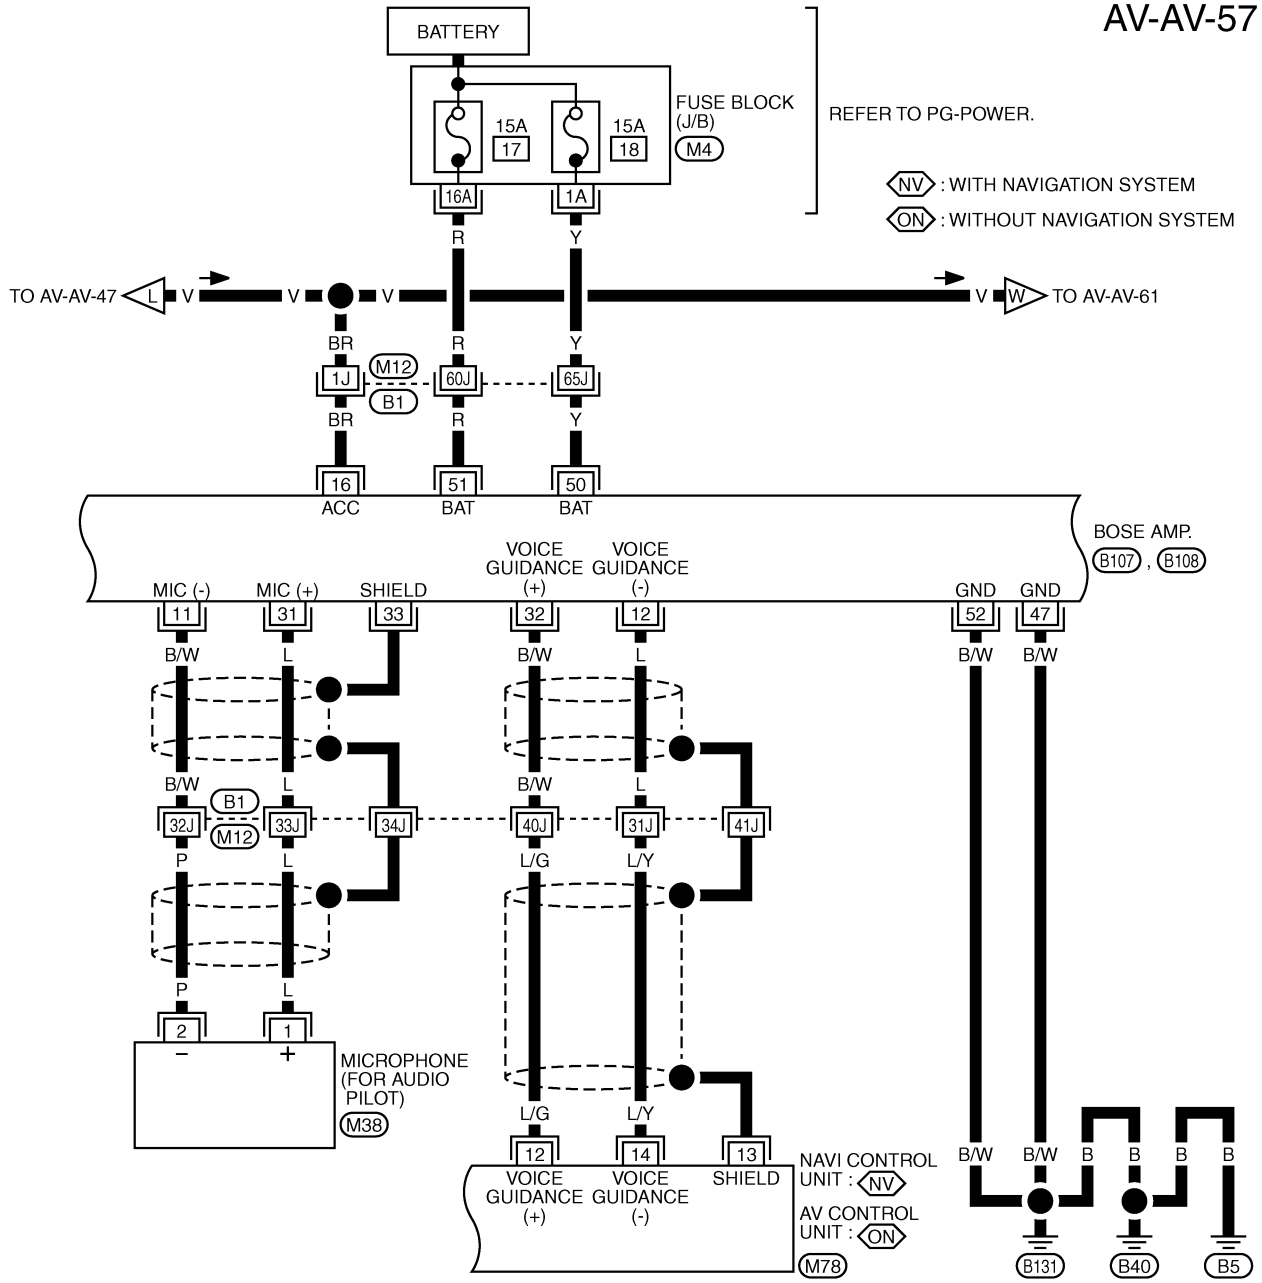 AV-AV-57
BATTERY
FUSE BLOCK
(J/B)
M4
REFER TO PG-POWER.
15A
17
15A
18
16A
1A
NV : WITH NAVIGATION SYSTEM
ON : WITHOUT NAVIGATION SYSTEM
R
Y
TO AV-AV-47
L
V
V
V
V
W
TO AV-AV-61
BR
R
Y
1J
M12
B1
60J
65J
BR
R
Y
16
51
50
ACC
BAT
BAT
BOSE AMP.
B107 , B108
VOICE
GUIDANCE
(+)
VOICE
GUIDANCE
(-)
MIC (-)
MIC (+)
SHIELD
GND
GND
11
31
33
32
12
52
47
B/W
L
B/W
L
B/W
B/W
B/W
L
B/W
L
B1
M12
32J
33J
34J
40J
31J
41J
P
L
L/G
L/Y
P
L
2
1
−
+
MICROPHONE
(FOR AUDIO
PILOT)
M38
L/G
L/Y
12
14
13
VOICE
GUIDANCE
(+)
VOICE
GUIDANCE
(-)
SHIELD
NAVI CONTROL
UNIT : NV
AV CONTROL
UNIT : ON
M78
B/W
B/W
B
B
B
B
B131
B40
B5